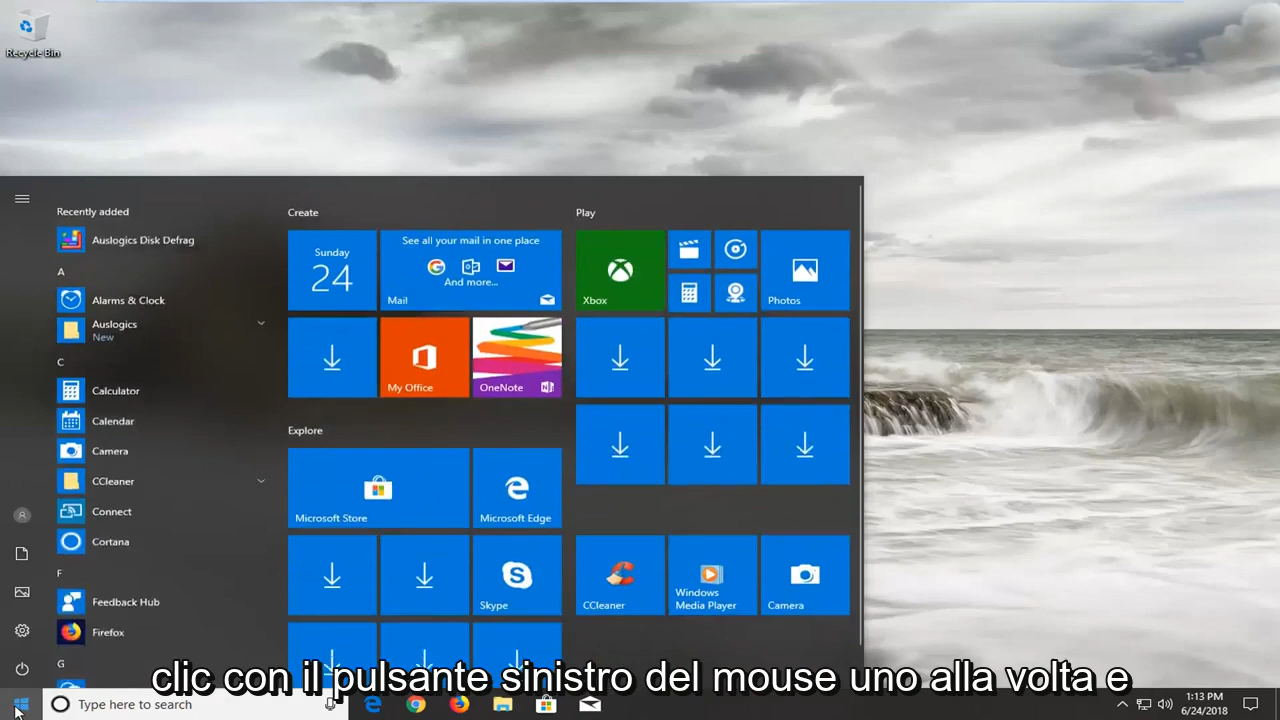 Recycle Bin
Recently added
Auslogics Disk Defrag
A
Alarms & Clock
Auslogics
New
C
Calculator
Calendar
Camera
CCleaner
Connect
Cortana
F
Feedback Hub
Firefox
G
Create
Sunday
24
See all your mail in one place
And more...
Mail
My Office
OneNote
Explore
Microsoft Store
Microsoft Edge
Skype
Play
Xbox
Photos
CCleaner
Windows
Media Player
Camera
clic con il pulsante sinistro del mouse uno alla volta e
Type here to search
1:13 PM
6/24/2018